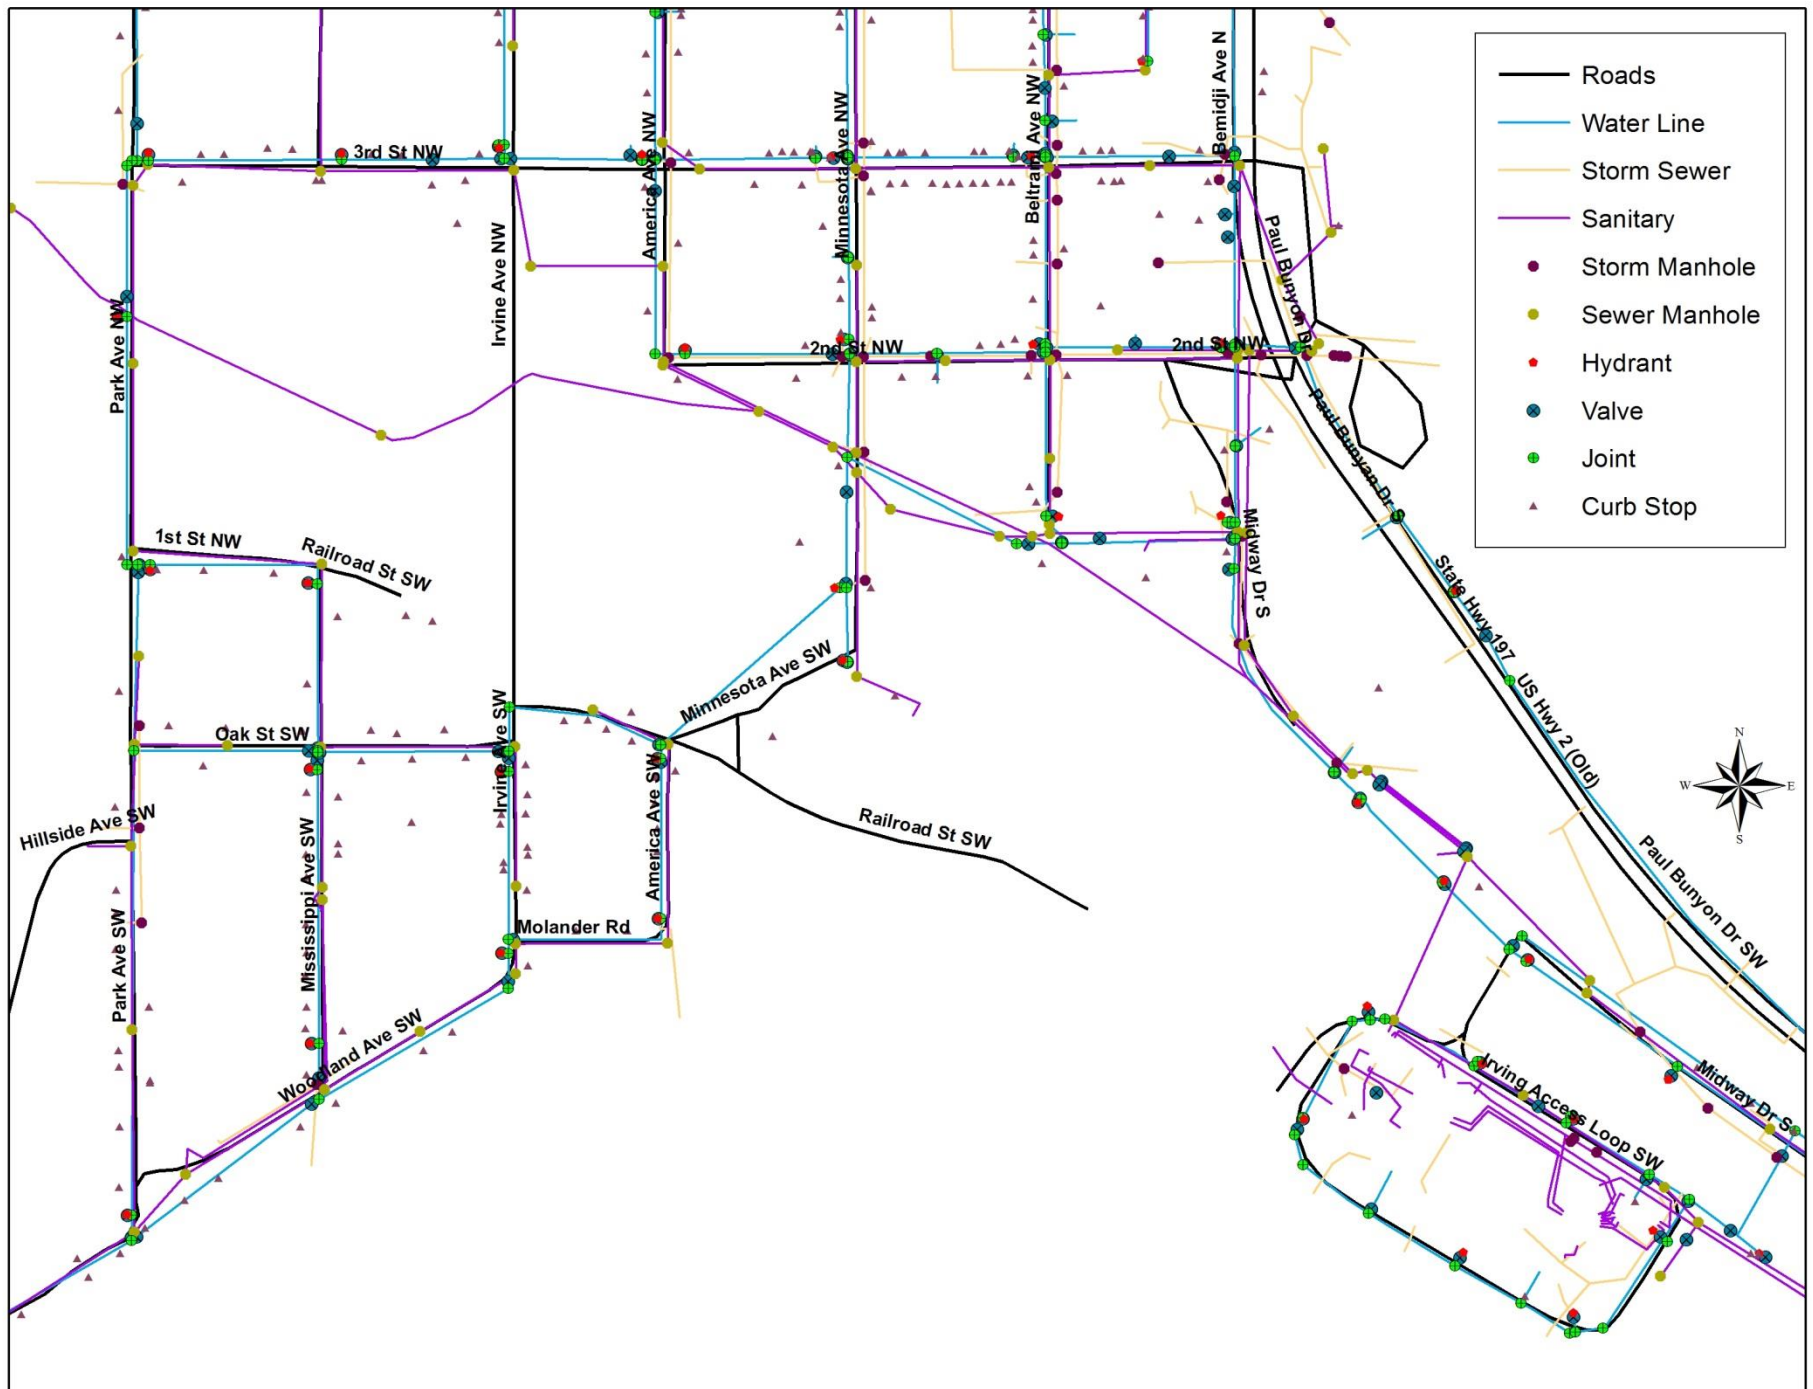 Bemidji Ave N
Roads
Water Line
Storm Sewer
Sanitary
Storm Manhole
Sewer Manhole
Hydrant
Valve
Joint
Curb Stop
3rd St NW
America Ave NW
Minnesota Ave NW
Beltrami Ave NW
Park Ave NW
Irvine Ave NW
Paul Bunyon Dr
2nd St NW
2nd St NW
Paul Bunyan Dr S
1st St NW
Railroad St SW
Midway Dr S
State Hwy 197
US Hwy 2 (Old)
Minnesota Ave SW
Oak St SW
Irvine Ave SW
America Ave SW
N
W
E
S
Hillside Ave SW
Mississippi Ave SW
Railroad St SW
Paul Bunyon Dr SW
Park Ave SW
Molander Rd
Woodland Ave SW
Irving Access Loop SW
Midway Dr S